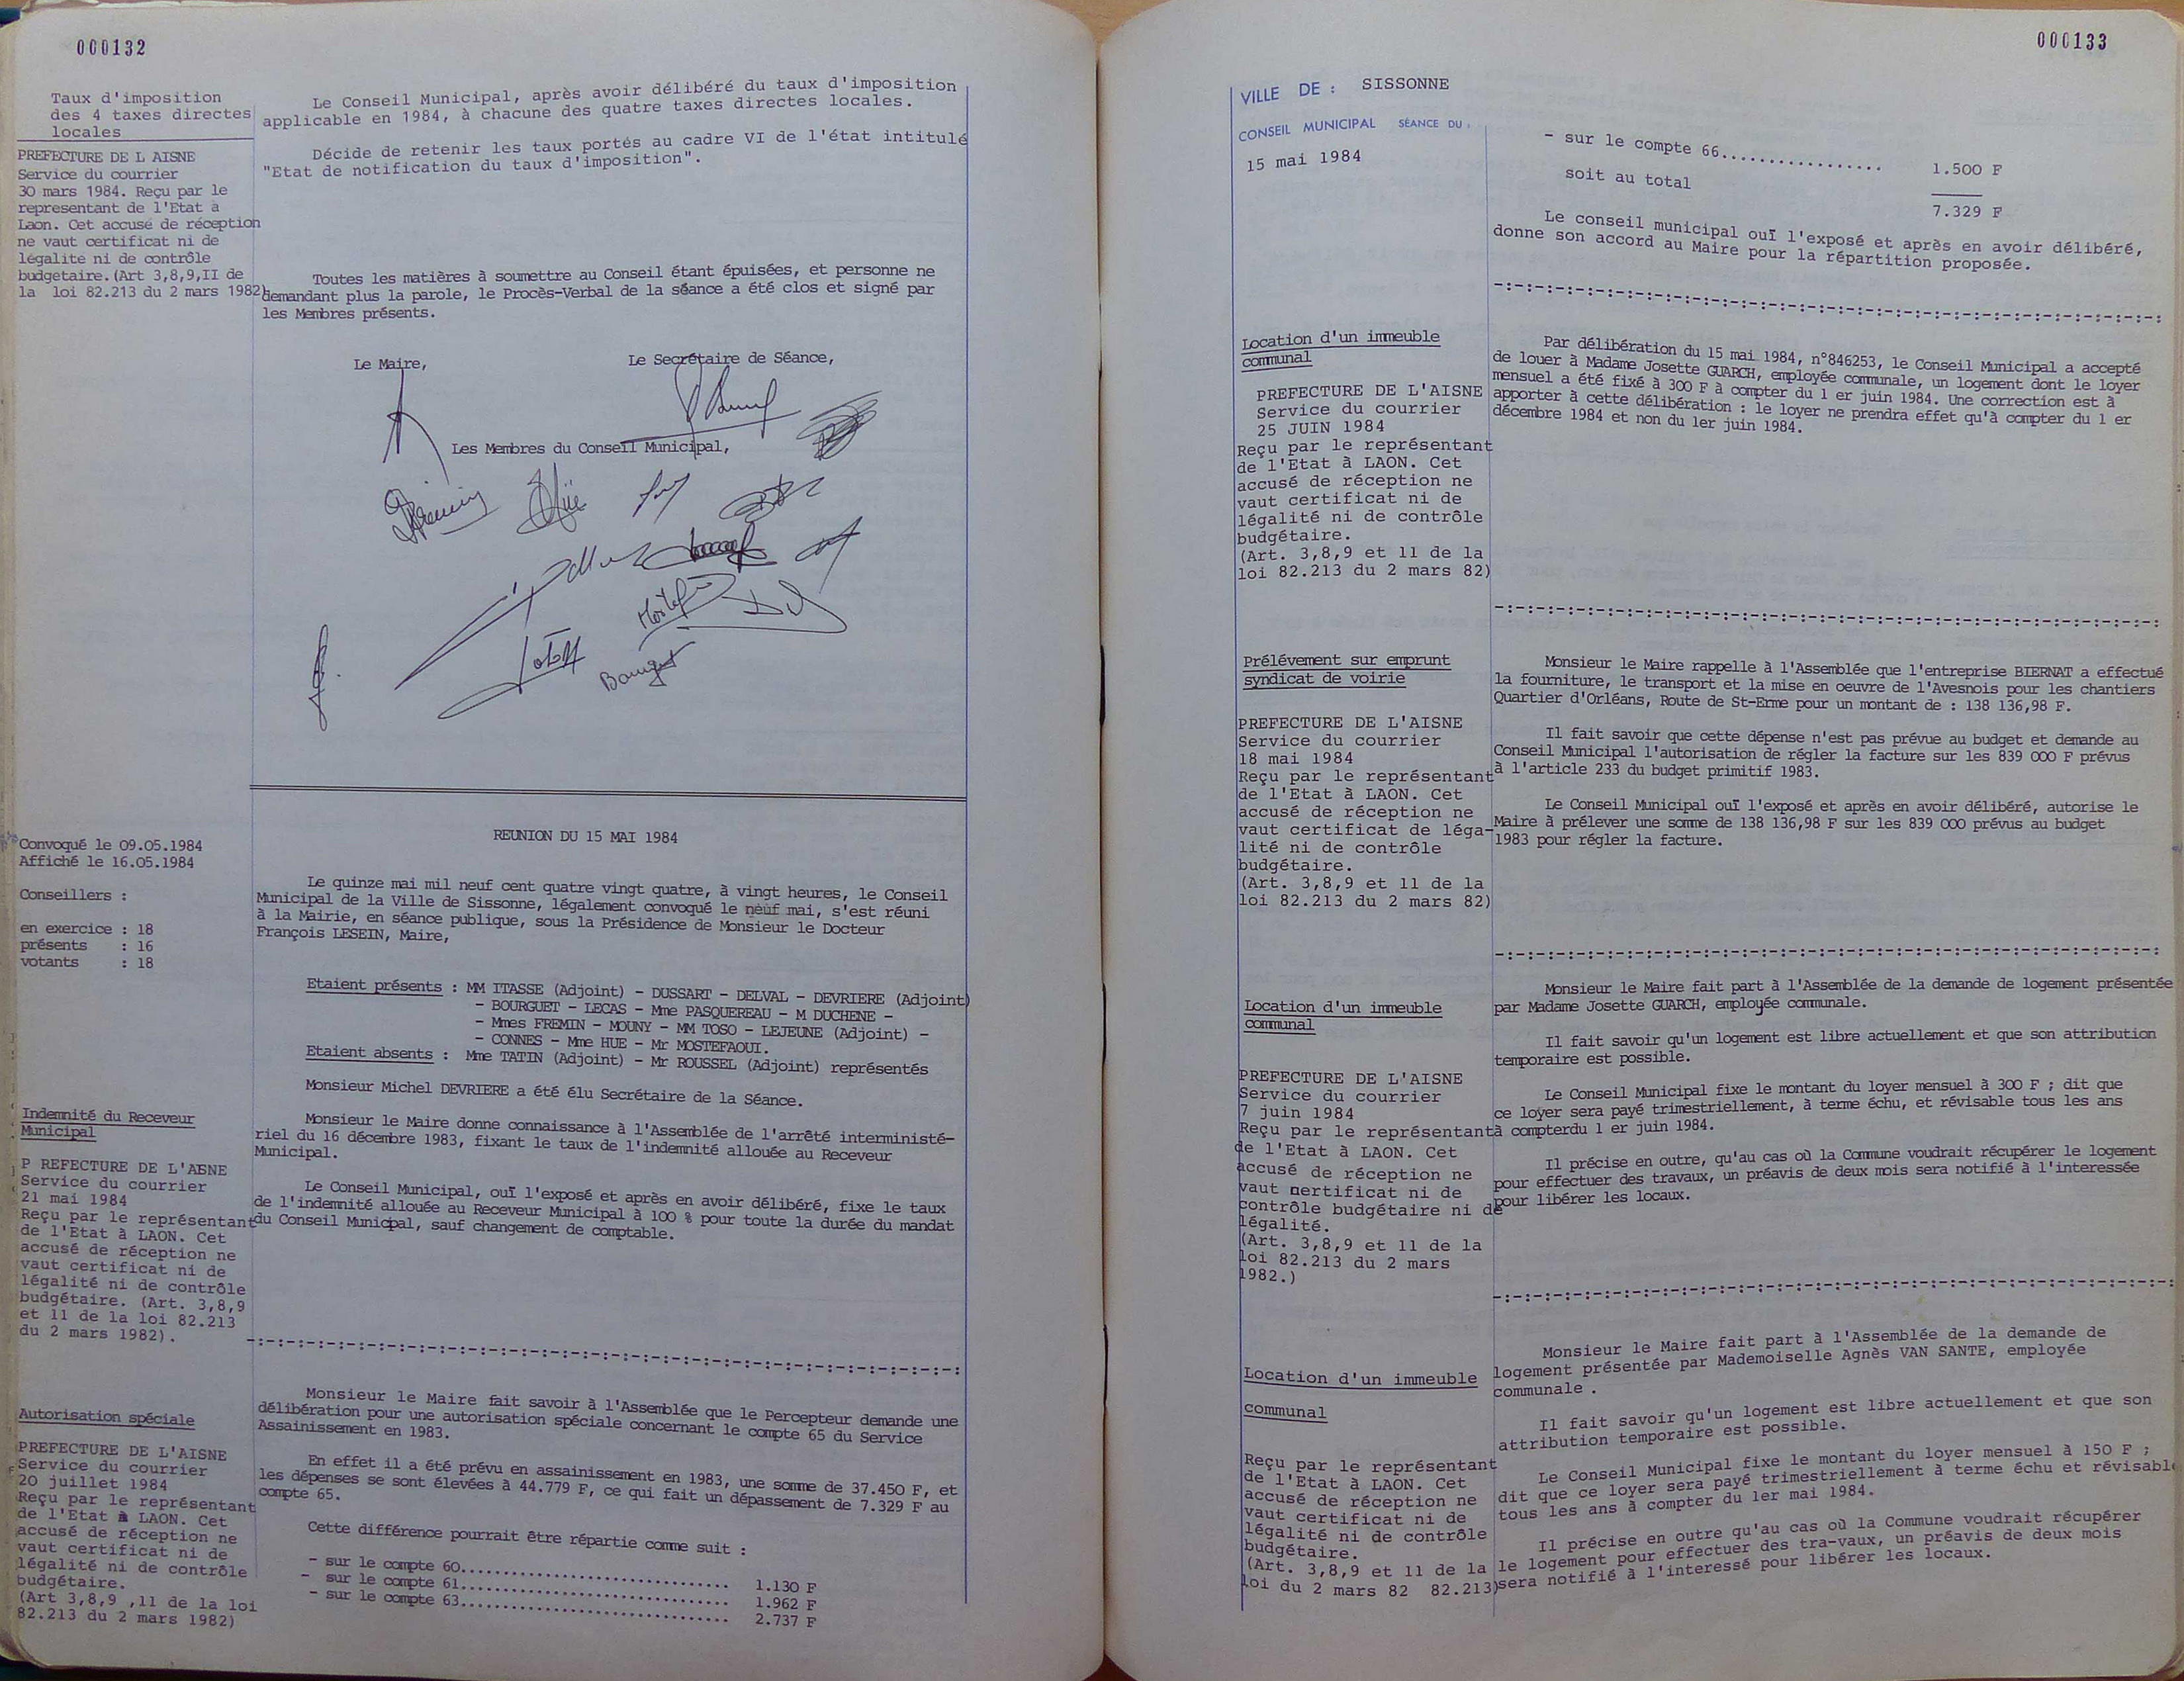 000132
Taux d'imposition
des 4 taxes directes
locales
PREFECTURE DE L AISNE
Service du courrier
30 mars 1984. Reçu par le
representant de l'Etat à
Laon. Cet accusé de réception
ne vaut certificat ni de
légalité ni de contrôle
budgetaire.(Art 3,8,9,II de
la loi 82.213 du 2 mars 1982)
Le Conseil Municipal, après avoir délibéré du taux d'imposition
applicable en 1984, à chacune des quatre taxes directes locales.
Décide de retenir les taux portés au cadre VI de l'état intitulé
"Etat de notification du taux d'imposition".
Toutes les matières à soumettre au Conseil étant épuisées, et personne ne
demandant plus la parole, le Procès-Verbal de la séance a été clos et signé par
les Membres présents.
Le Maire,
Le Secrétaire de Séance,
Les Membres du Conseil Municipal,
Bourguet
Convoqué le 09.05.1984
Affiché le 16.05.1984
Conseillers :
en exercice : 18
présents : 16
votants : 18
REUNION DU 15 MAI 1984
Le quinze mai mil neuf cent quatre vingt quatre, à vingt heures, le Conseil
Municipal de la Ville de Sissonne, légalement convoqué le neuf mai, s'est réuni
à la Mairie, en séance publique, sous la Présidence de Monsieur le Docteur
François LESEIN, Maire,
Etaient présents : MM ITASSE (Adjoint) - DUSSART - DELVAL - DEVRIERE (Adjoint)
- BOURGUET - LECAS - Mme PASQUEREAU - M DUCHENE -
- Mmes FREMIN - MOUNY - MM TOSO - LEJEUNE (Adjoint) -
- CONNES - Mme HUE - Mr MOSTEFAOUI.
Etaient absents : Mme TATIN (Adjoint) - Mr ROUSSEL (Adjoint) représentés
Monsieur Michel DEVRIERE a été élu Secrétaire de la Séance.
Indemnité du Receveur
Municipal
P REFECTURE DE L'AISNE
Service du courrier
21 mai 1984
Reçu par le représentant
de l'Etat à LAON. Cet
accusé de réception ne
vaut certificat ni de
légalité ni de contrôle
budgétaire. (Art. 3,8,9
et 11 de la loi 82.213
du 2 mars 1982).
Monsieur le Maire donne connaissance à l'Assemblée de l'arrêté interministé-
riel du 16 décembre 1983, fixant le taux de l'indemnité allouée au Receveur
Municipal.
Le Conseil Municipal, ouï l'exposé et après en avoir délibéré, fixe le taux
de l'indemnité allouée au Receveur Municipal à 100 % pour toute la durée du mandat
du Conseil Municipal, sauf changement de comptable.
-:-:-:-:-:-:-:-:-:-:-:-:-:-:-:-:-:-:-:-:-:-:-:-:-:-:-:-:-:-:-:-:-:-:-:
Autorisation spéciale
PREFECTURE DE L'AISNE
Service du courrier
20 juillet 1984
Reçu par le représentant
de l'Etat à LAON. Cet
accusé de réception ne
vaut certificat ni de
légalité ni de contrôle
budgétaire.
(Art 3,8,9 ,11 de la loi
82.213 du 2 mars 1982)
Monsieur le Maire fait savoir à l'Assemblée que le Percepteur demande une
délibération pour une autorisation spéciale concernant le compte 65 du Service
Assainissement en 1983.
En effet il a été prévu en assainissement en 1983, une somme de 37.450 F, et
les dépenses se sont élevées à 44.779 F, ce qui fait un dépassement de 7.329 F au
compte 65.
Cette différence pourrait être répartie comme suit :
- sur le compte 60................................ 1.130 F
- sur le compte 61................................ 1.962 F
- sur le compte 63................................ 2.737 F
000133
VILLE DE : SISSONNE
CONSEIL MUNICIPAL SÉANCE DU :
15 mai 1984
- sur le compte 66................. 1.500 F
soit au total
7.329 F
Le conseil municipal ouï l'exposé et après en avoir délibéré,
donne son accord au Maire pour la répartition proposée.
-:-:-:-:-:-:-:-:-:-:-:-:-:-:-:-:-:-:-:-:-:-:-:-:-:-:-:-:-:-:-:-:-:
Location d'un immeuble
communal
PREFECTURE DE L'AISNE
Service du courrier
25 JUIN 1984
Reçu par le représentant
de l'Etat à LAON. Cet
accusé de réception ne
vaut certificat ni de
légalité ni de contrôle
budgétaire.
(Art. 3,8,9 et 11 de la
loi 82.213 du 2 mars 82)
Par délibération du 15 mai 1984, n°846253, le Conseil Municipal a accepté
de louer à Madame Josette GUARCH, employée communale, un logement dont le loyer
mensuel a été fixé à 300 F à compter du 1 er juin 1984. Une correction est à
apporter à cette délibération : le loyer ne prendra effet qu'à compter du 1 er
décembre 1984 et non du 1er juin 1984.
-:-:-:-:-:-:-:-:-:-:-:-:-:-:-:-:-:-:-:-:-:-:-:-:-:-:-:-:-:-:-:-:-:
Prélévement sur emprunt
syndicat de voirie
PREFECTURE DE L'AISNE
Service du courrier
18 mai 1984
Reçu par le représentant
de l'Etat à LAON. Cet
accusé de réception ne
vaut certificat de léga-
lité ni de contrôle
budgétaire.
(Art. 3,8,9 et 11 de la
loi 82.213 du 2 mars 82)
Monsieur le Maire rappelle à l'Assemblée que l'entreprise BIERNAT a effectué
la fourniture, le transport et la mise en oeuvre de l'Avesnois pour les chantiers
Quartier d'Orléans, Route de St-Erme pour un montant de : 138 136,98 F.
Il fait savoir que cette dépense n'est pas prévue au budget et demande au
Conseil Municipal l'autorisation de régler la facture sur les 839 000 F prévus
à l'article 233 du budget primitif 1983.
Le Conseil Municipal ouï l'exposé et après en avoir délibéré, autorise le
Maire à prélever une somme de 138 136,98 F sur les 839 000 prévus au budget
1983 pour régler la facture.
-:-:-:-:-:-:-:-:-:-:-:-:-:-:-:-:-:-:-:-:-:-:-:-:-:-:-:-:-:-:-:-:-:
Location d'un immeuble
communal
PREFECTURE DE L'AISNE
Service du courrier
7 juin 1984
Reçu par le représentant
de l'Etat à LAON. Cet
accusé de réception ne
vaut certificat ni de
contrôle budgétaire ni de
légalité.
(Art. 3,8,9 et 11 de la
loi 82.213 du 2 mars
1982.)
Monsieur le Maire fait part à l'Assemblée de la demande de logement présentée
par Madame Josette GUARCH, employée communale.
Il fait savoir qu'un logement est libre actuellement et que son attribution
temporaire est possible.
Le Conseil Municipal fixe le montant du loyer mensuel à 300 F ; dit que
ce loyer sera payé trimestriellement, à terme échu, et révisable tous les ans
à compterdu 1 er juin 1984.
Il précise en outre, qu'au cas où la Commune voudrait récupérer le logement
pour effectuer des travaux, un préavis de deux mois sera notifié à l'interessée
pour libérer les locaux.
-:-:-:-:-:-:-:-:-:-:-:-:-:-:-:-:-:-:-:-:-:-:-:-:-:-:-:-:-:-:-:-:-:-:
Location d'un immeuble
communal
Reçu par le représentant
de l'Etat à LAON. Cet
accusé de réception ne
vaut certificat ni de
légalité ni de contrôle
budgétaire.
(Art. 3,8,9 et 11 de la
loi du 2 mars 82 82.213)
Monsieur le Maire fait part à l'Assemblée de la demande de
logement présentée par Mademoiselle Agnès VAN SANTE, employée
communale .
Il fait savoir qu'un logement est libre actuellement et que son
attribution temporaire est possible.
Le Conseil Municipal fixe le montant du loyer mensuel à 150 F ;
dit que ce loyer sera payé trimestriellement à terme échu et révisable
tous les ans à compter du 1er mai 1984.
Il précise en outre qu'au cas où la Commune voudrait récupérer
le logement pour effectuer des tra-vaux, un préavis de deux mois
sera notifié à l'interessé pour libérer les locaux.